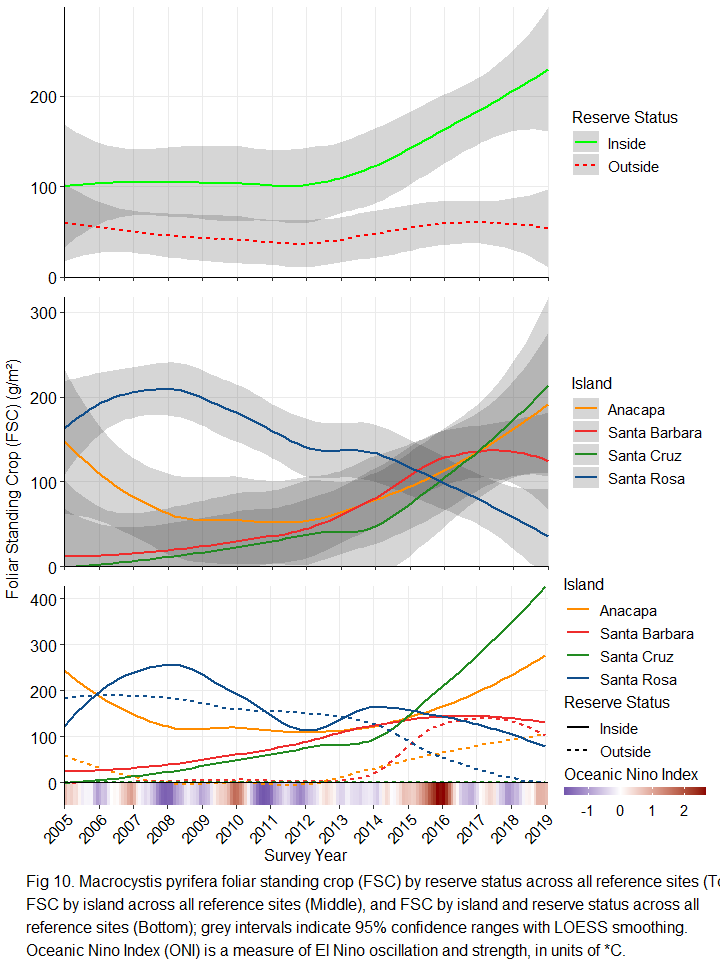 200
100
0
Reserve Status
Inside
Outside
Foliar Standing Crop (FSC) (g/m²)
300
200
100
0
Island
Anacapa
Santa Barbara
Santa Cruz
Santa Rosa
400
300
200
100
0
Island
Anacapa
Santa Barbara
Santa Cruz
Santa Rosa
Reserve Status
Inside
Outside
Oceanic Nino Index
-1 0 1 2
2005 2006 2007 2008 2009 2010 2011 2012 2013 2014 2015 2016 2017 2018 2019
Survey Year
Fig 10. Macrocystis pyrifera foliar standing crop (FSC) by reserve status across all reference sites (To
FSC by island across all reference sites (Middle), and FSC by island and reserve status across all
reference sites (Bottom); grey intervals indicate 95% confidence ranges with LOESS smoothing.
Oceanic Nino Index (ONI) is a measure of El Nino oscillation and strength, in units of *C.